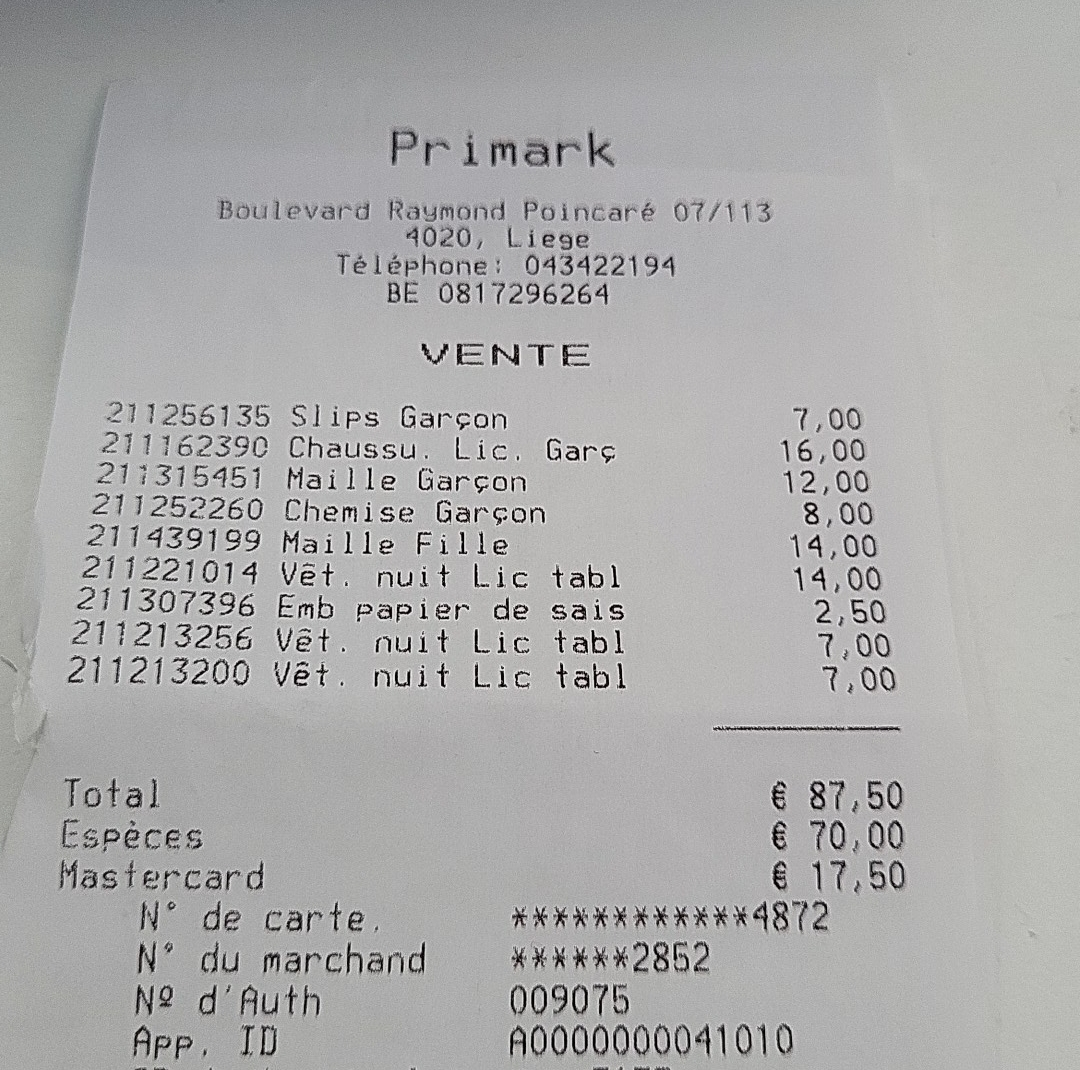 Primark
Boulevard Raymond Poincaré 07/113
4020, Liege
Téléphone: 043422194
BE 0817296264
VENTE
211256135 Slips Garçon 7,00
211162390 Chaussu. Lic. Garç 16,00
211315451 Maille Garçon 12,00
211252260 Chemise Garçon 8,00
211439199 Maille Fille 14,00
211221014 Vêt. nuit Lic tabl 14,00
211307396 Emb papier de sais 2,50
211213256 Vêt. nuit Lic tabl 7,00
211213200 Vêt. nuit Lic tabl 7,00
Total € 87,50
Espèces € 70,00
Mastercard € 17,50
N° de carte. ************4872
N° du marchand ******2852
Nº d'Auth 009075
App. ID A0000000041010